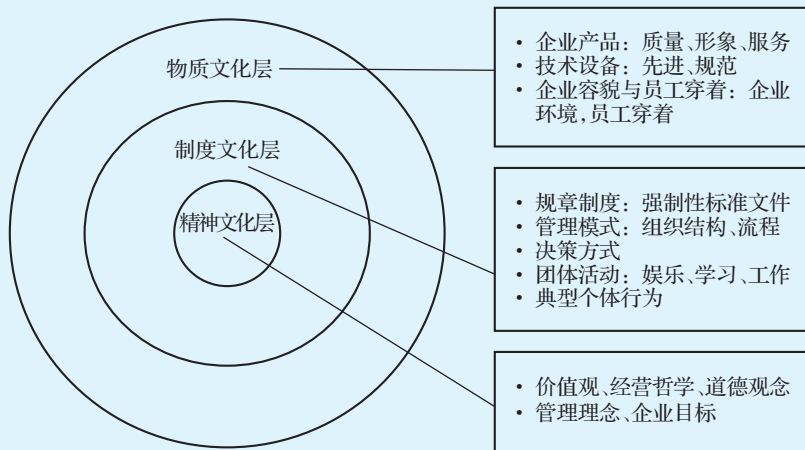 物质文化层
制度文化层
精神文化层
• 企业产品：质量、形象、服务
• 技术设备：先进、规范
• 企业容貌与员工穿着：企业
环境，员工穿着
• 规章制度：强制性标准文件
• 管理模式：组织结构、流程
• 决策方式
• 团体活动：娱乐、学习、工作
• 典型个体行为
• 价值观、经营哲学、道德观念
• 管理理念、企业目标